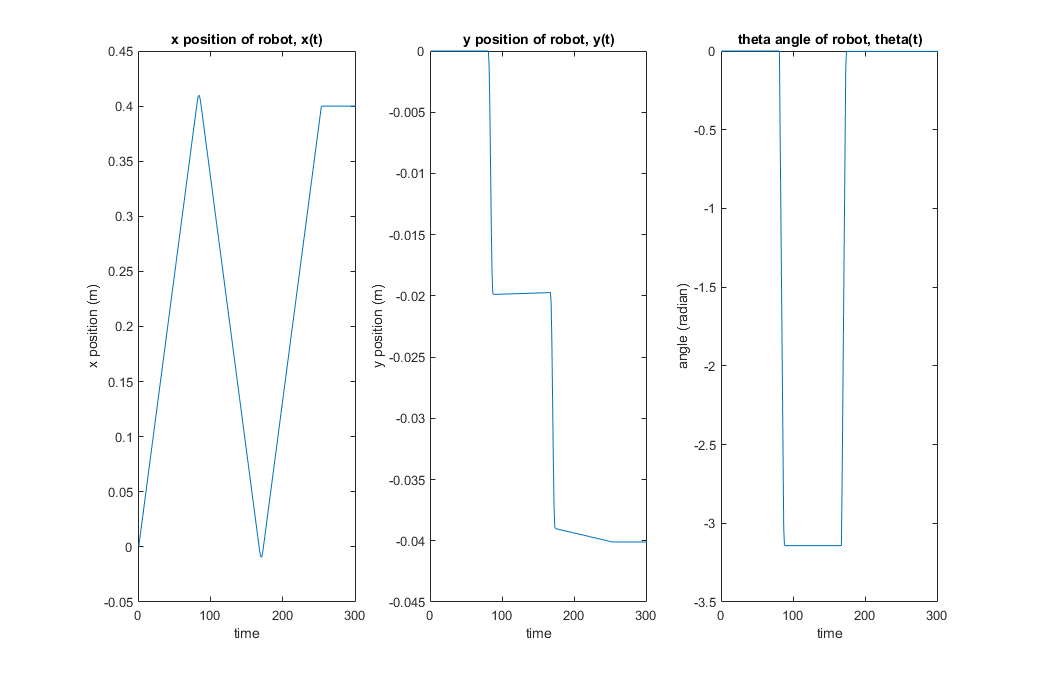 x position of robot, x(t)
0.45
0.4
0.35
0.3
0.25
0.2
0.15
0.1
0.05
0
-0.05
x position (m)
0 100 200 300
time
y position of robot, y(t)
0
-0.005
-0.01
-0.015
-0.02
-0.025
-0.03
-0.035
-0.04
-0.045
y position (m)
0 100 200 300
time
theta angle of robot, theta(t)
0
-0.5
-1
-1.5
-2
-2.5
-3
-3.5
angle (radian)
0 100 200 300
time